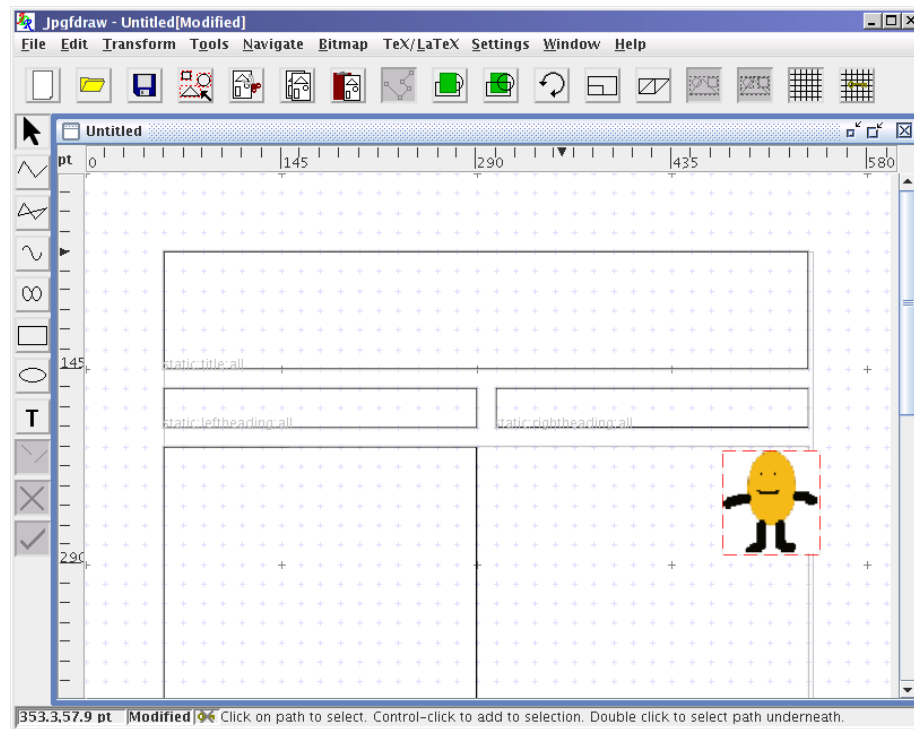 Jpgfdraw - Untitled[Modified]
File Edit Transform Tools Navigate Bitmap TeX/LaTeX Settings Window Help
Untitled
pt 0 145 290 435 580
145
static:title:all
static:leftheading:all static:rightheading:all
T
290
353.3,57.9 pt Modified Click on path to select. Control-click to add to selection. Double click to select path underneath.